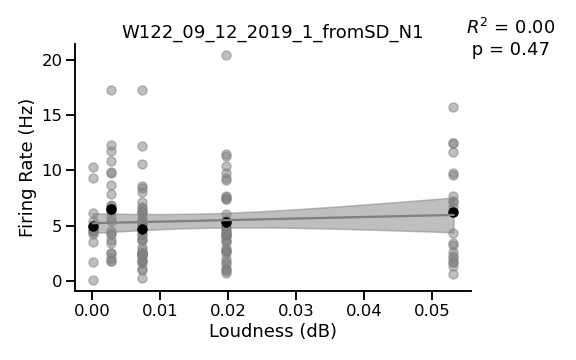 W122_09_12_2019_1_fromSD_N1
R² = 0.00
p = 0.47
Firing Rate (Hz)
20
15
10
5
0
0.00 0.01 0.02 0.03 0.04 0.05
Loudness (dB)